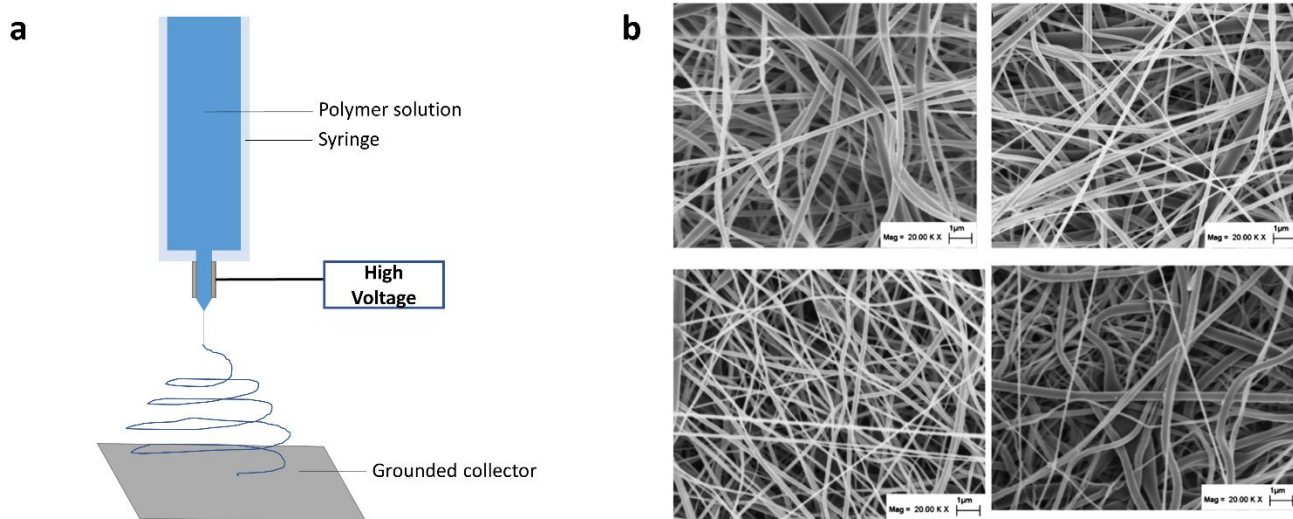 a
Polymer solution
Syringe
High
Voltage
Grounded collector
b
1µm
Mag = 20.00 K X
1µm
Mag = 20.00 K X
1µm
Mag = 20.00 K X
1µm
Mag = 20.00 K X